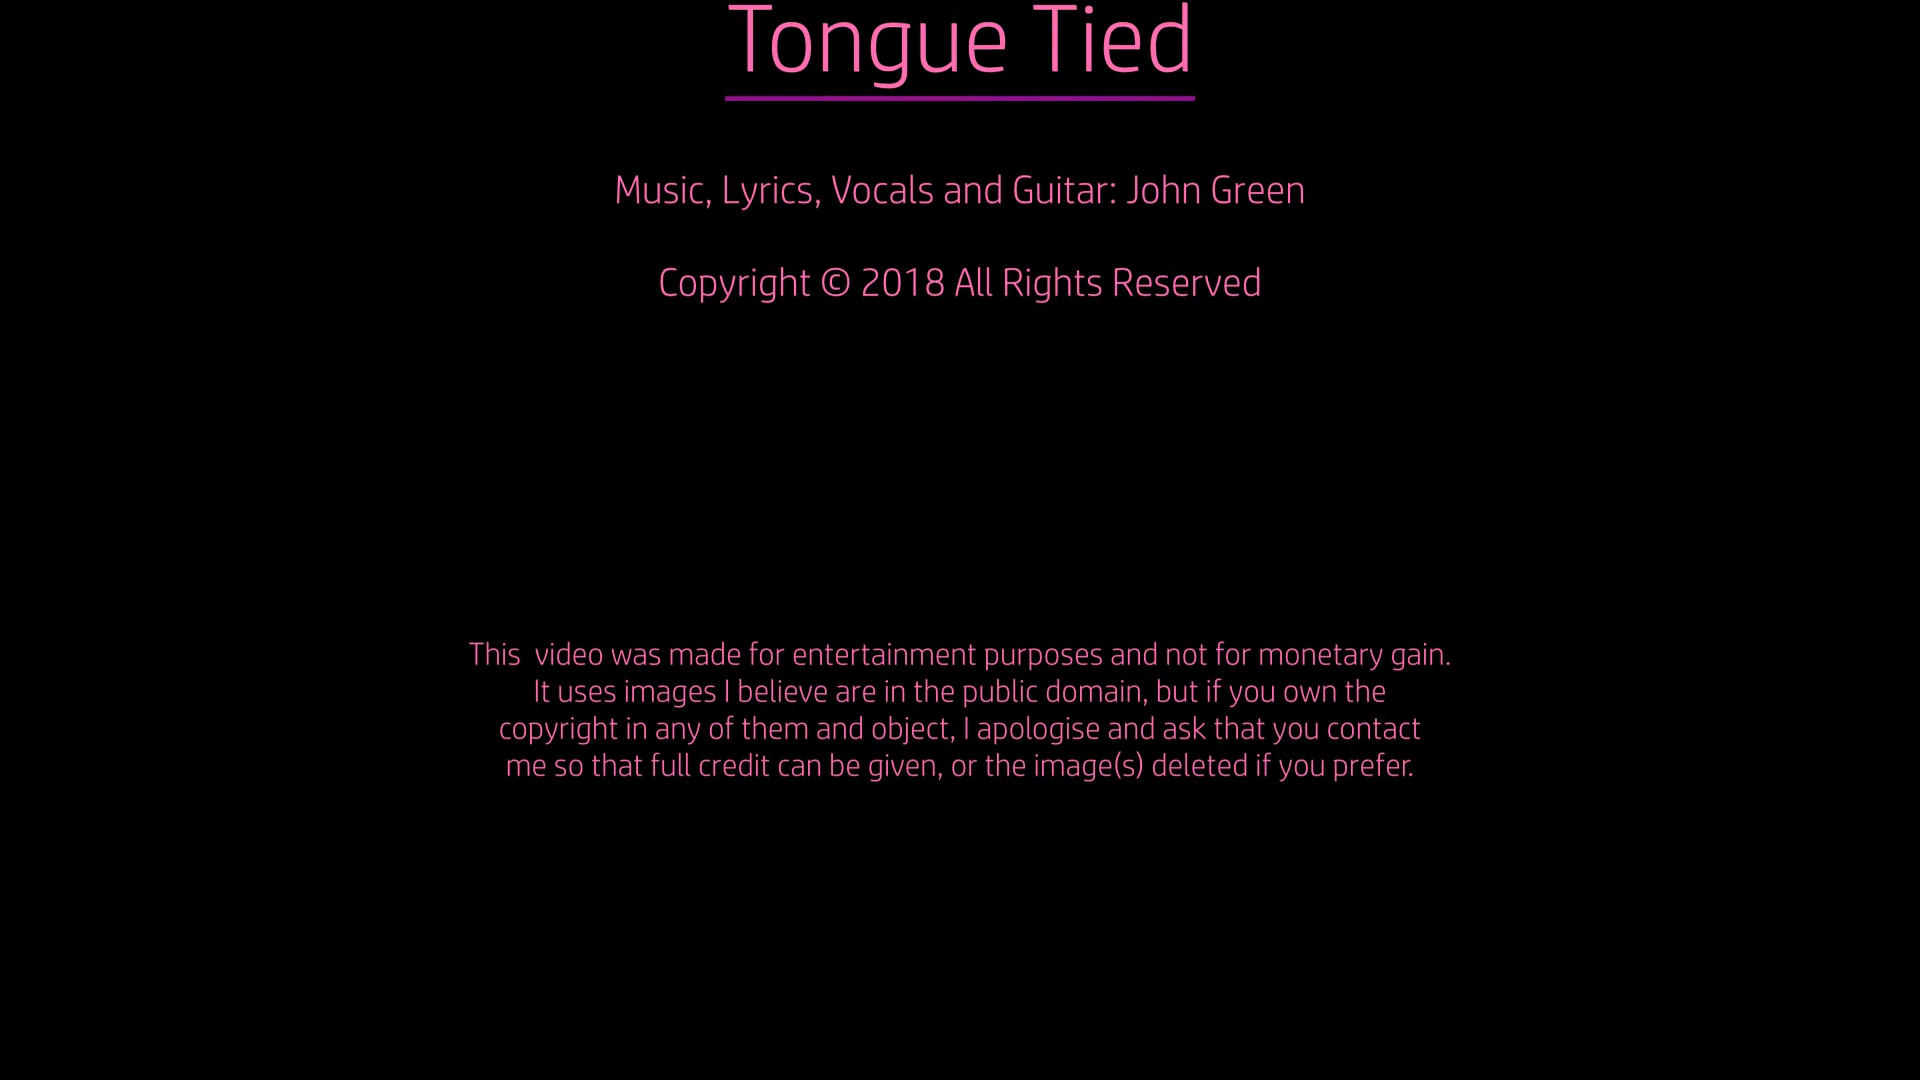 Tongue Tied
Music, Lyrics, Vocals and Guitar: John Green
Copyright © 2018 All Rights Reserved
This  video was made for entertainment purposes and not for monetary gain.
It uses images I believe are in the public domain, but if you own the
copyright in any of them and object, I apologise and ask that you contact
me so that full credit can be given, or the image(s) deleted if you prefer.